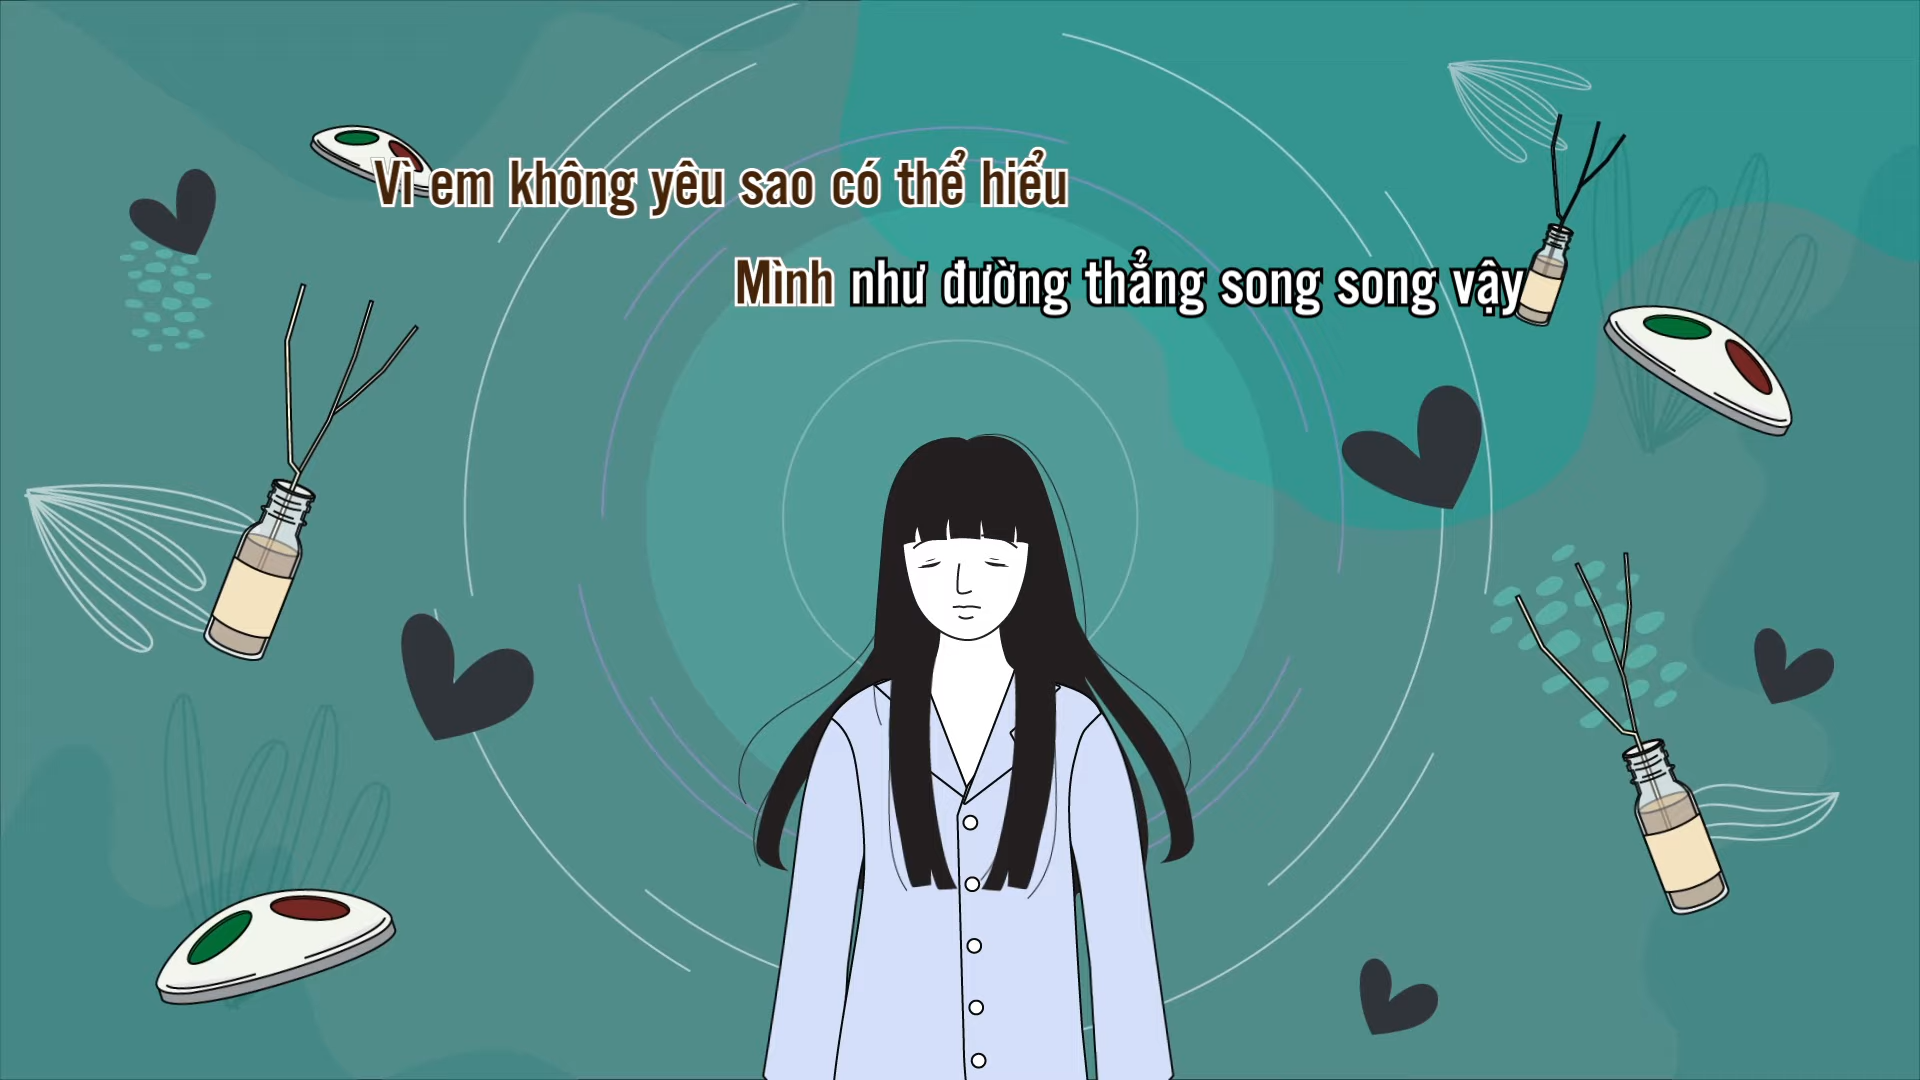 Vì em không yêu sao có thể hiểu
Mình như đường thẳng song song vậy